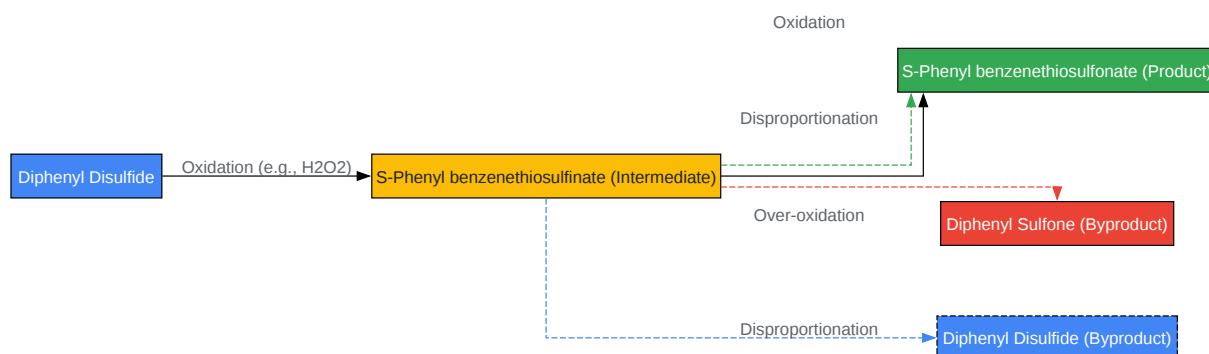 Oxidation
S-Phenyl benzenethiosulfonate (Product)
Disproportionation
Diphenyl Disulfide
Oxidation (e.g., H2O2)
S-Phenyl benzenethiosulfinate (Intermediate)
Over-oxidation
Diphenyl Sulfone (Byproduct)
Disproportionation
Diphenyl Disulfide (Byproduct)